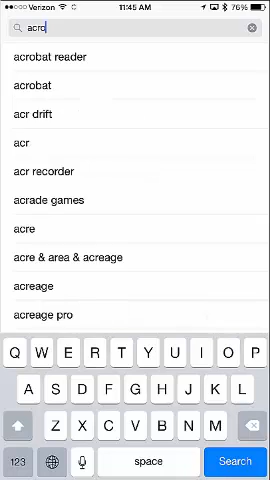 Verizon 11:45 AM 76%
acro
acrobat reader
acrobat
acr drift
acr
acr recorder
acrade games
acre
acre & area & acreage
acreage
acreage pro
Q W E R T Y U I O P
A S D F G H J K L
Z X C V B N M
123 space Search